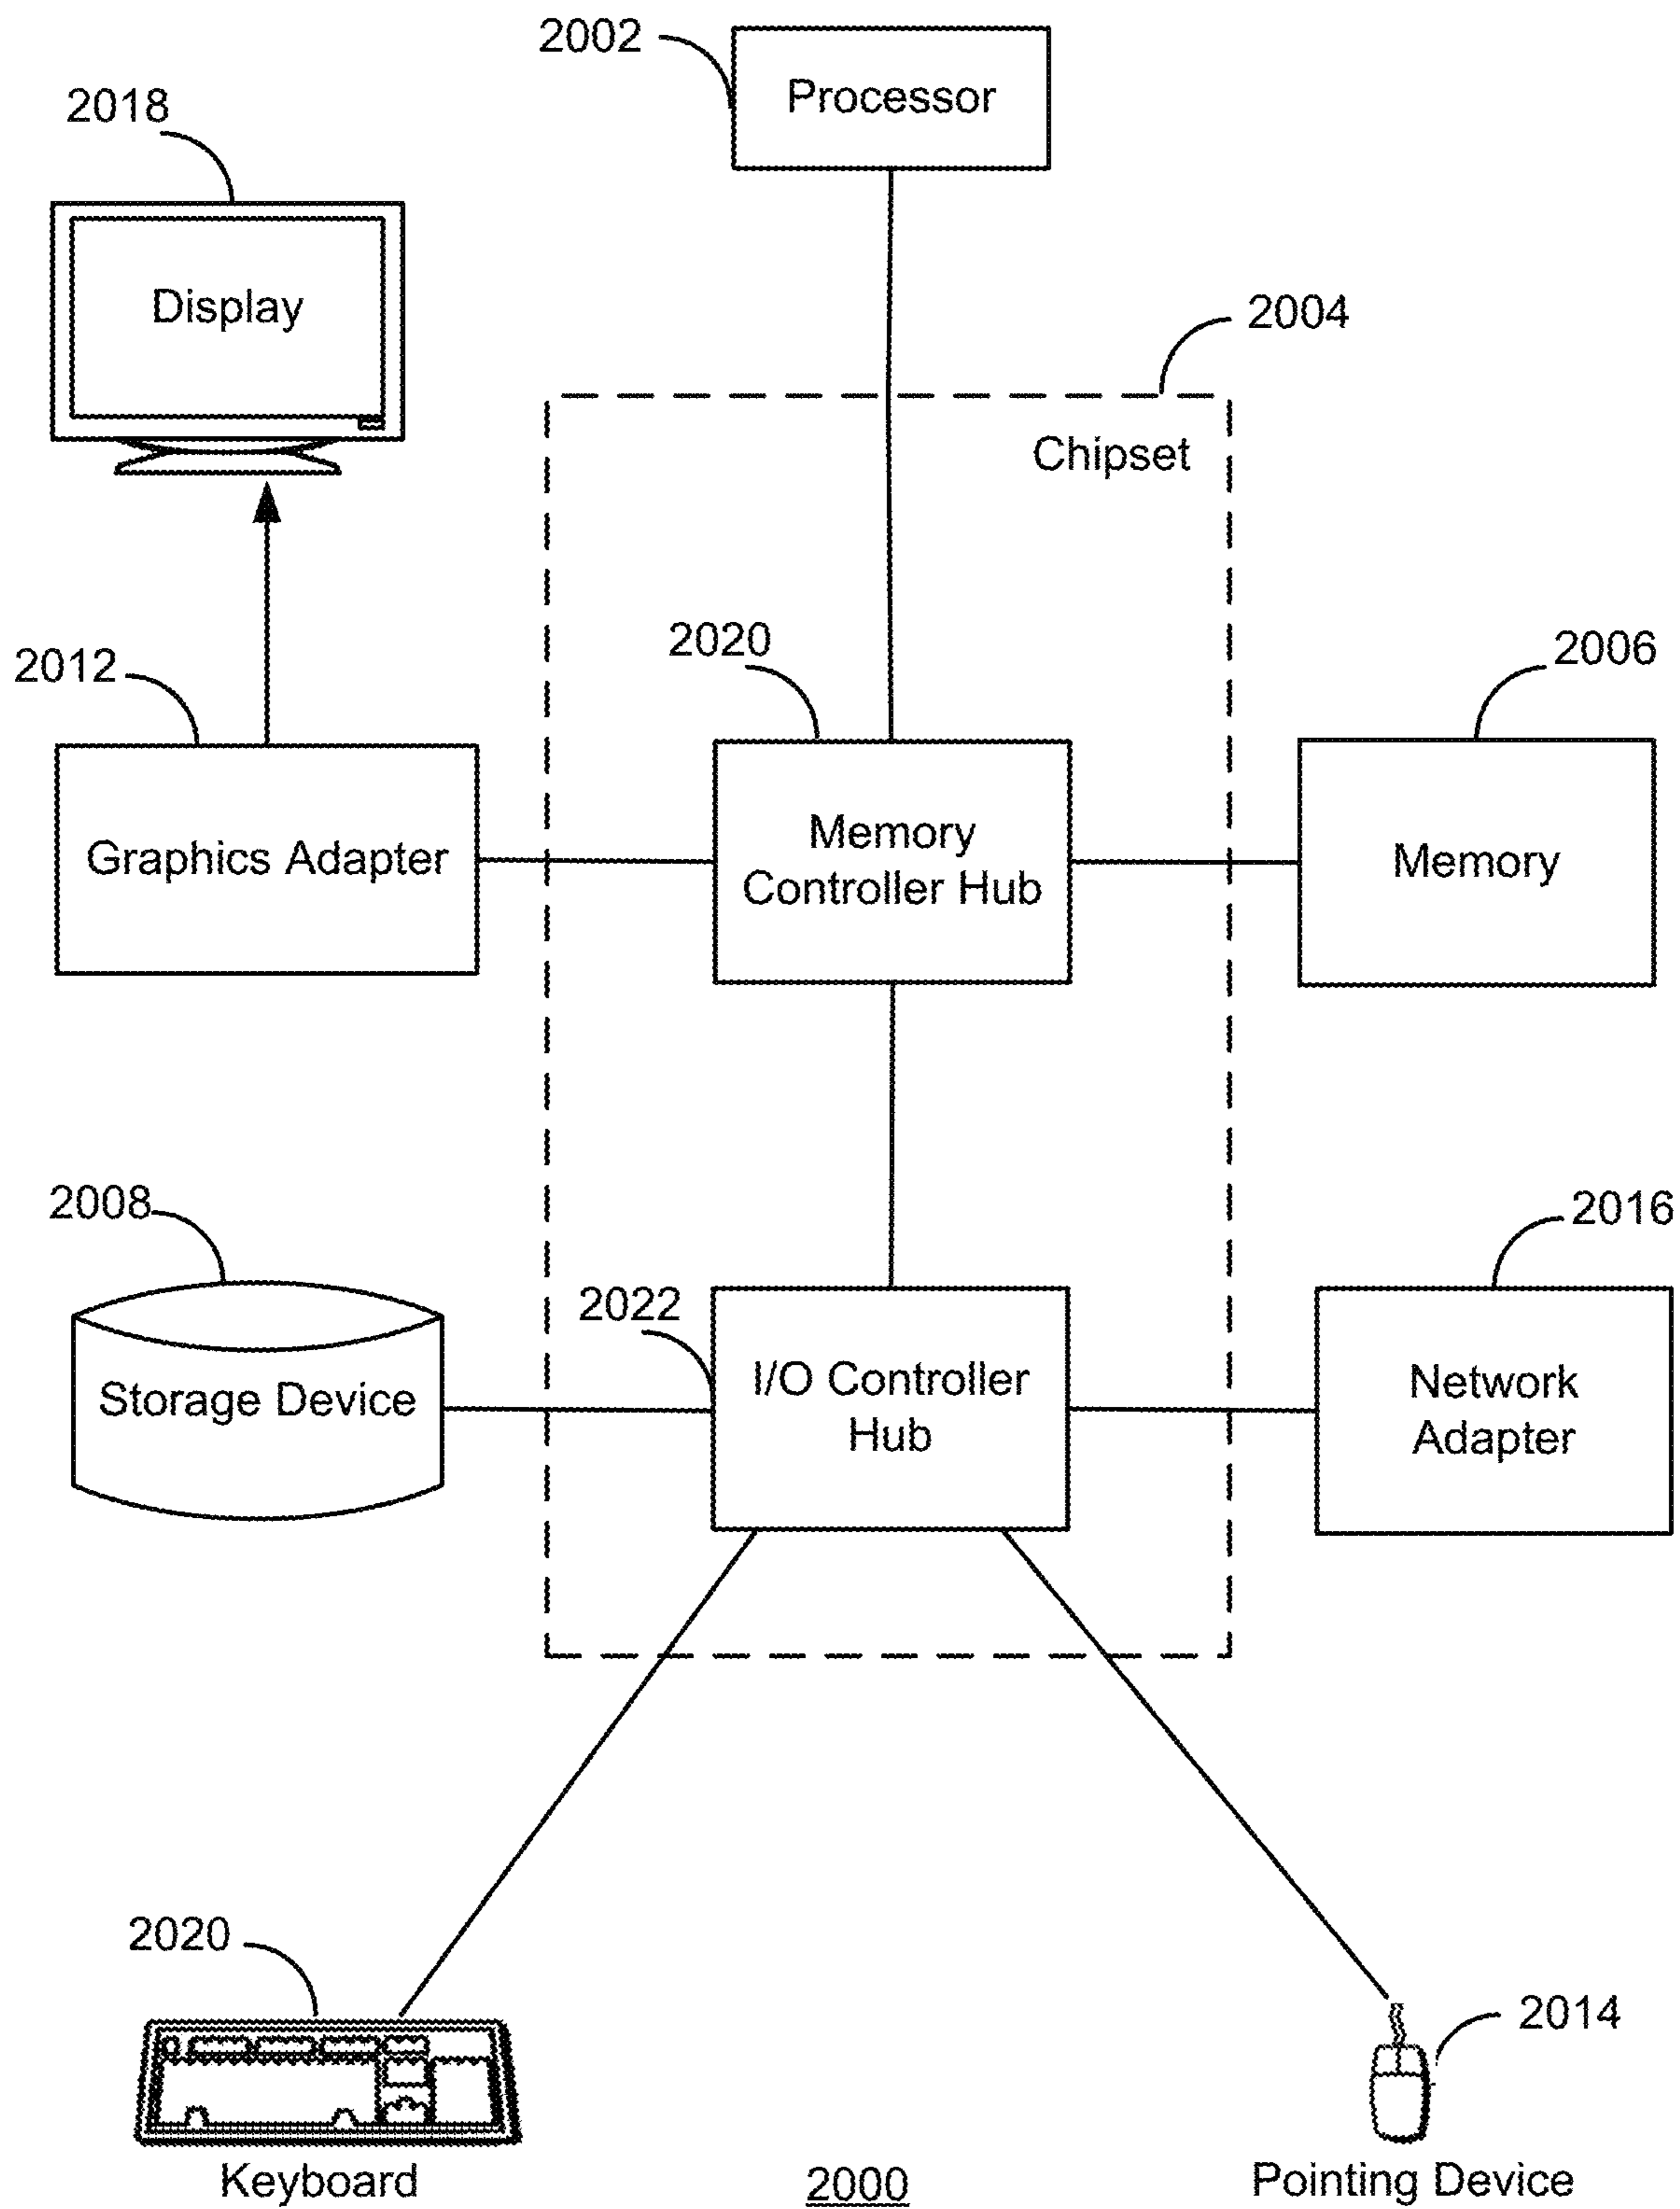 2002
Processor
2018
Display
2004
Chipset
2020
2012
2006
Memory
Controller Hub
Graphics Adapter
Memory
2008
2016
2022
I/O Controller
Hub
Storage Device
Network
Adapter
2020
2014
Keyboard
2000
Pointing Device